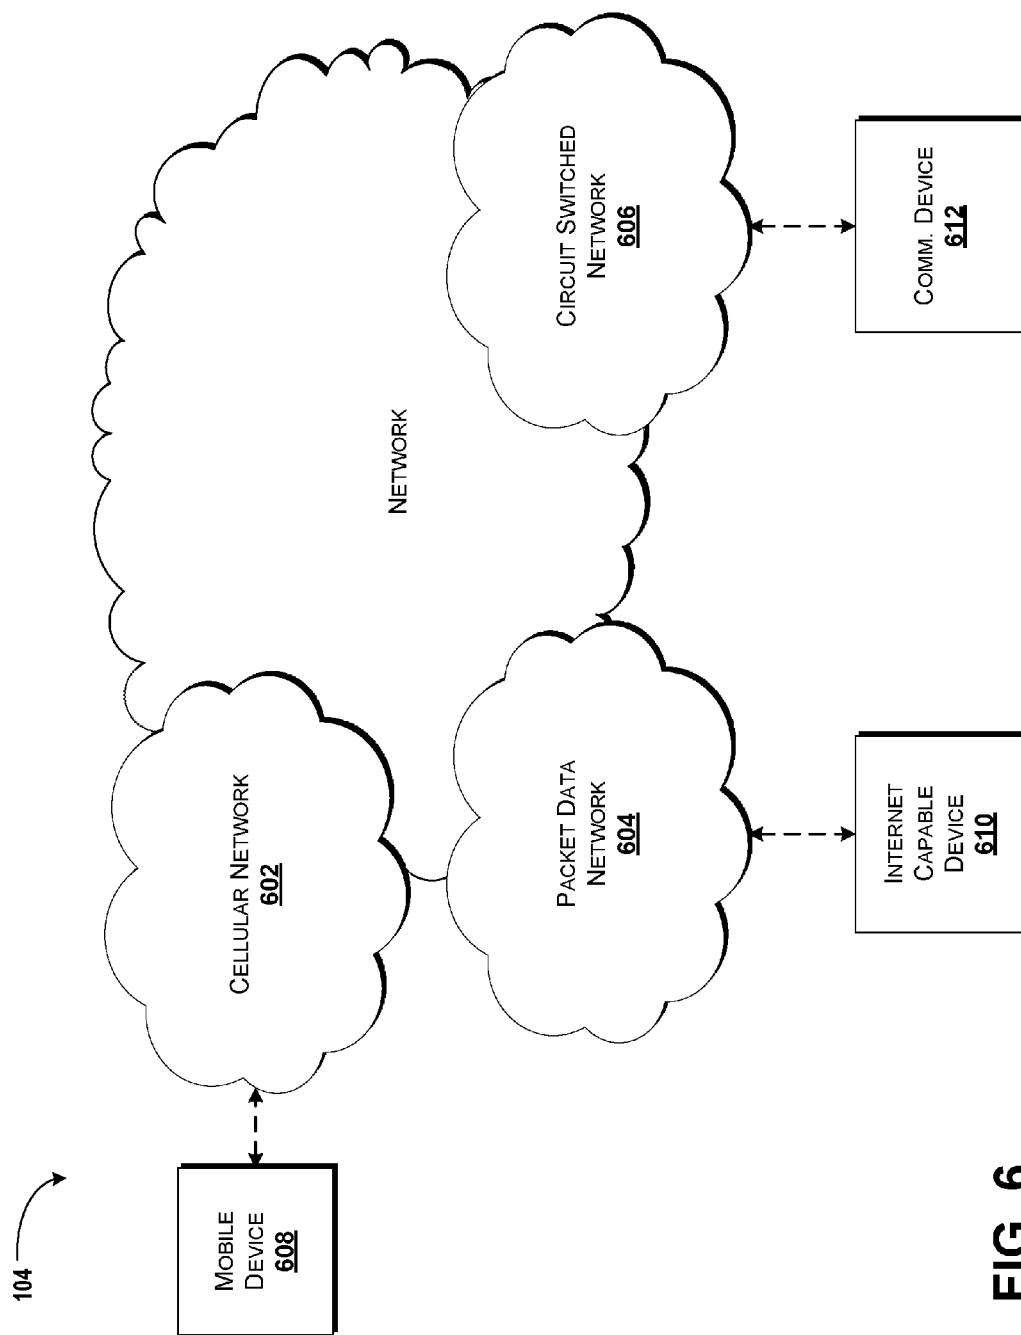 104
MOBILE
DEVICE
608
CELLULAR NETWORK
602
NETWORK
PACKET DATA
NETWORK
604
CIRCUIT SWITCHED
NETWORK
606
INTERNET
CAPABLE
DEVICE
610
COMM. DEVICE
612
FIG. 6